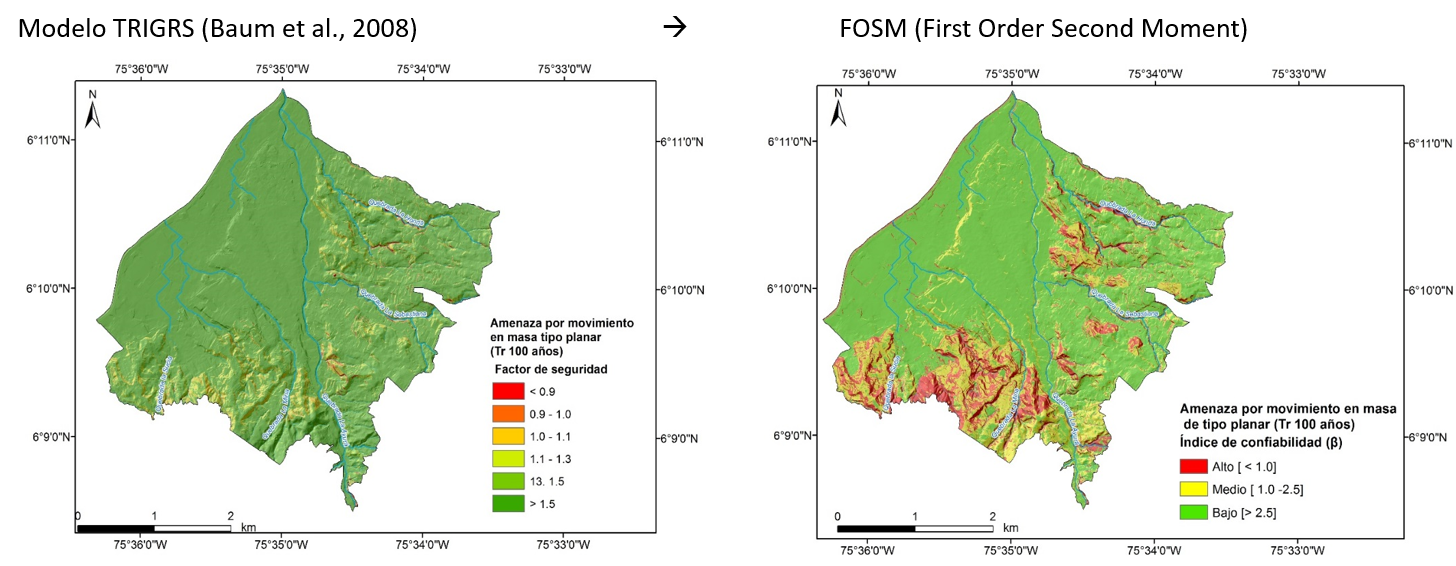 Modelo TRIGRS (Baum et al., 2008)
→
FOSM (First Order Second Moment)
75°36'0"W
75°35'0"W
75°34'0"W
75°33'0"W
N
6°11'0"N
6°11'0"N
6°10'0"N
6°10'0"N
6°9'0"N
6°9'0"N
Amenaza por movimiento
en masa tipo planar
(Tr 100 años)
Factor de seguridad
< 0.9
0.9 - 1.0
1.0 - 1.1
1.1 - 1.3
13. 1.5
> 1.5
0 1 2
km
75°36'0"W
75°35'0"W
75°34'0"W
75°33'0"W
75°36'0"W
75°35'0"W
75°34'0"W
75°33'0"W
N
6°11'0"N
6°11'0"N
6°10'0"N
6°10'0"N
6°9'0"N
6°9'0"N
Amenaza por movimiento en masa
de tipo planar (Tr 100 años)
Índice de confiabilidad (β)
Alto [ < 1.0]
Medio [ 1.0 -2.5]
Bajo [> 2.5]
0 1 2
km
75°36'0"W
75°35'0"W
75°34'0"W
75°33'0"W